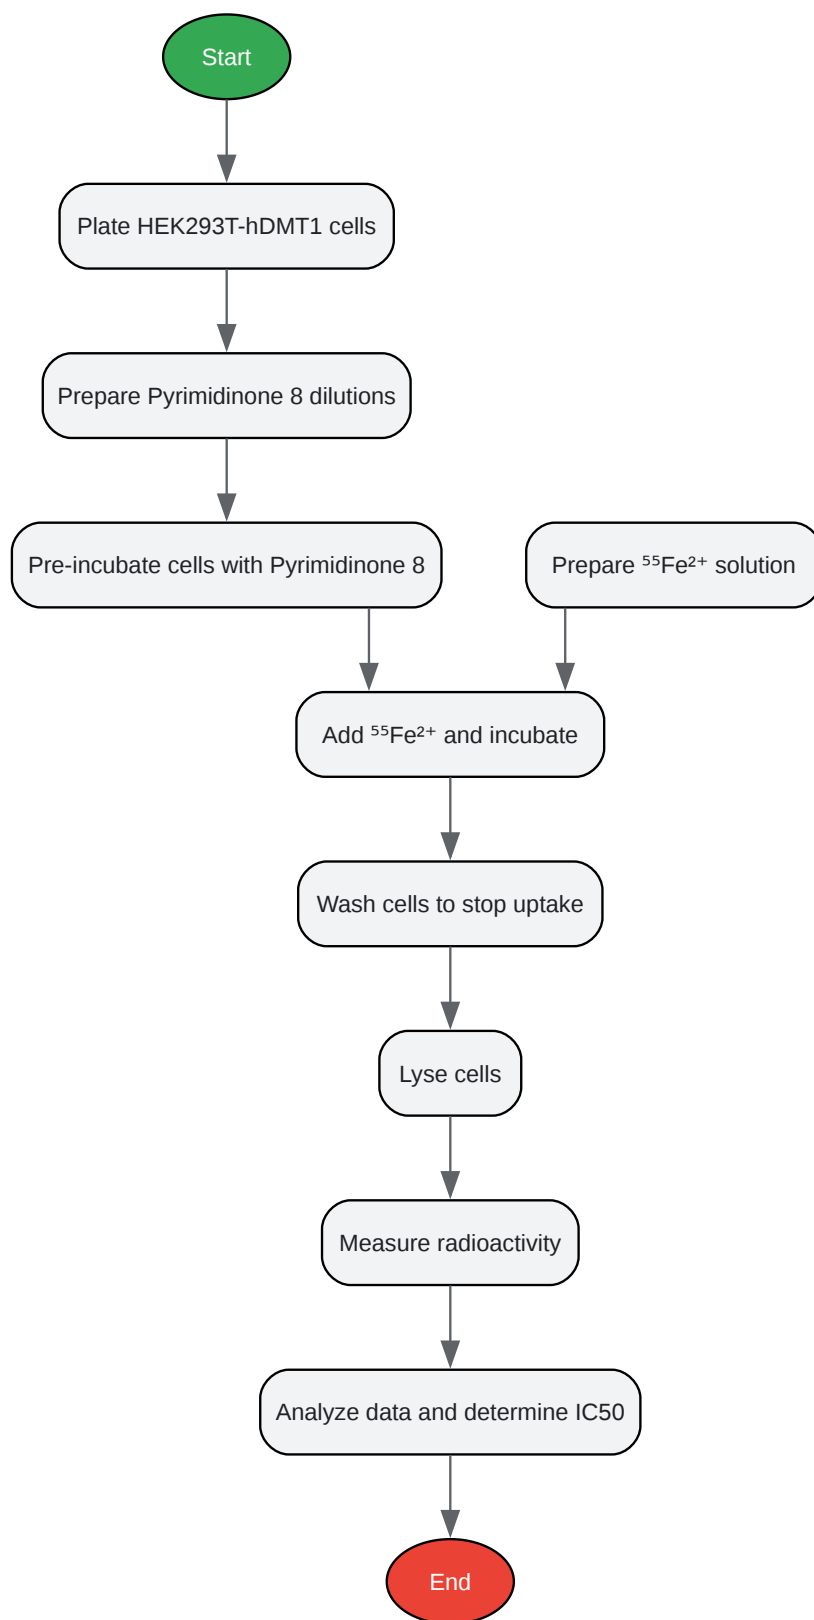 Start
Plate HEK293T-hDMT1 cells
Prepare Pyrimidinone 8 dilutions
Pre-incubate cells with Pyrimidinone 8
Prepare ⁵⁵Fe²⁺ solution
Add ⁵⁵Fe²⁺ and incubate
Wash cells to stop uptake
Lyse cells
Measure radioactivity
Analyze data and determine IC50
End